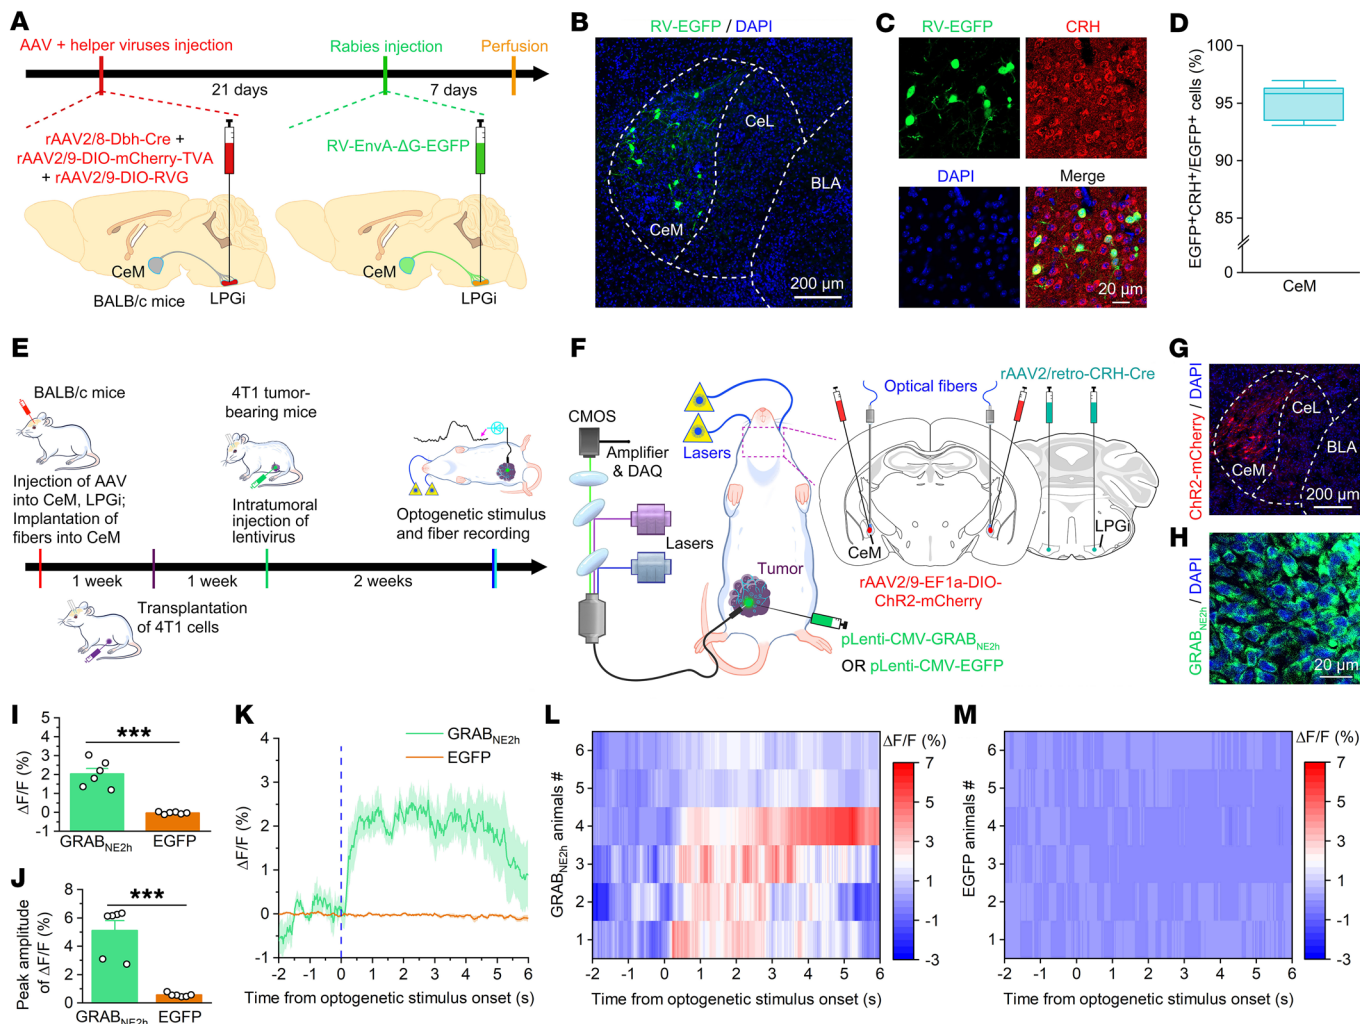 A
AAV + helper viruses injection
Rabies injection
Perfusion
21 days
7 days
rAAV2/8-Dbh-Cre +
rAAV2/9-DIO-mCherry-TVA
+ rAAV2/9-DIO-RVG
RV-EnvA-ΔG-EGFP
CeM
LPGi
BALB/c mice
CeM
LPGi
B
RV-EGFP / DAPI
CeL
BLA
CeM
200 µm
C
RV-EGFP
CRH
DAPI
Merge
20 µm
D
EGFP⁺CRH⁺/EGFP⁺ cells (%)
100
95
90
85
0
CeM
E
BALB/c mice
4T1 tumor-
bearing mice
Injection of AAV
into CeM, LPGi;
Implantation of
fibers into CeM
Intratumoral
injection of
lentivirus
Optogenetic stimulus
and fiber recording
1 week
1 week
2 weeks
Transplantation
of 4T1 cells
F
CMOS
Amplifier
& DAQ
Lasers
Lasers
Tumor
Optical fibers
rAAV2/retro-CRH-Cre
CeM
LPGi
rAAV2/9-EF1a-DIO-
ChR2-mCherry
pLenti-CMV-GRAB_NE2h
OR pLenti-CMV-EGFP
G
ChR2-mCherry / DAPI
CeL
BLA
CeM
200 µm
H
GRAB_NE2h / DAPI
20 µm
I
ΔF/F (%)
5
4
3
2
1
0
-1
***
GRAB_NE2h
EGFP
J
Peak amplitude
of ΔF/F (%)
8
6
4
2
0
***
GRAB_NE2h
EGFP
K
GRAB_NE2h
EGFP
ΔF/F (%)
4
3
2
1
0
-1
-2 -1 0 1 2 3 4 5 6
Time from optogenetic stimulus onset (s)
L
ΔF/F (%)
GRAB_NE2h animals #
6
5
4
3
2
1
7
5
3
1
-1
-3
-2 -1 0 1 2 3 4 5 6
Time from optogenetic stimulus onset (s)
M
ΔF/F (%)
EGFP animals #
6
5
4
3
2
1
7
5
3
1
-1
-3
-2 -1 0 1 2 3 4 5 6
Time from optogenetic stimulus onset (s)